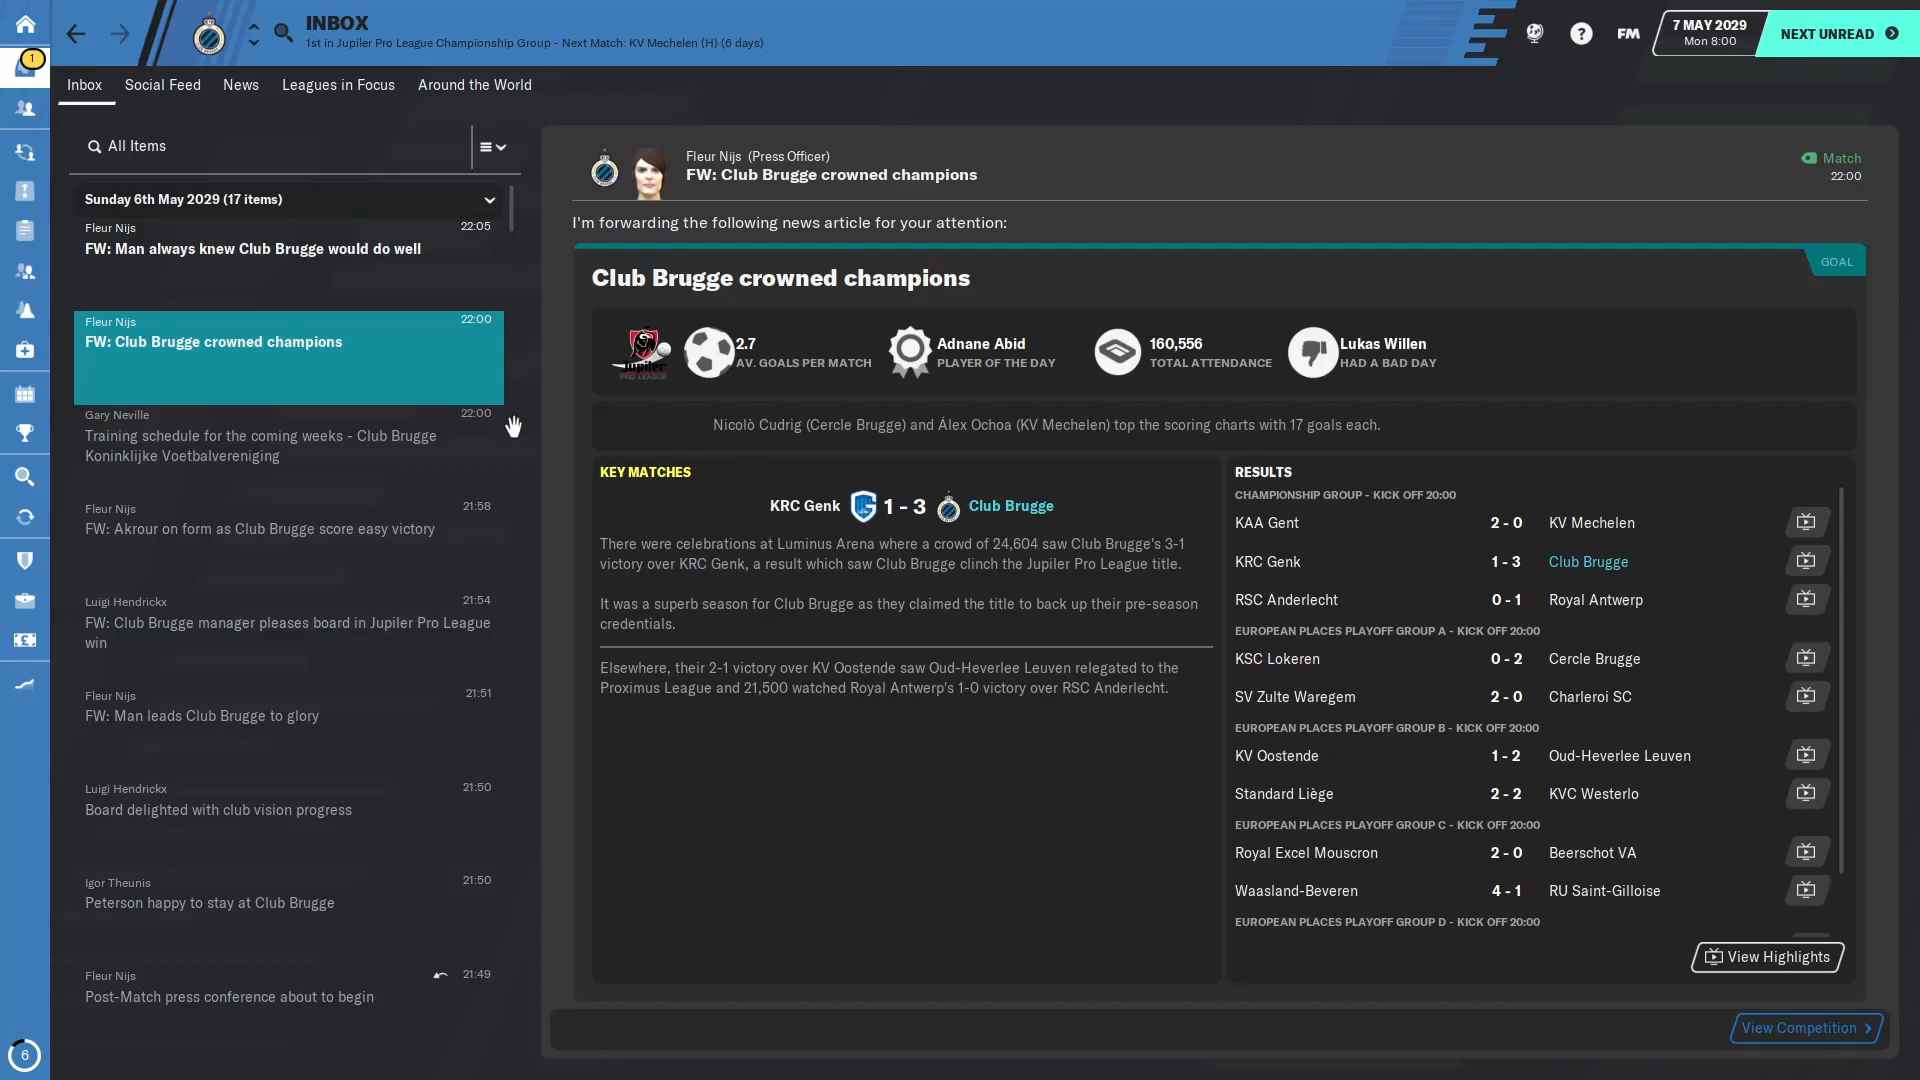 INBOX
1st in Jupiler Pro League Championship Group - Next Match: KV Mechelen (H) (6 days)
FM
7 MAY 2029
Mon 8:00
NEXT UNREAD
1
Inbox
Social Feed
News
Leagues in Focus
Around the World
All Items
Sunday 6th May 2029 (17 items)
Fleur Nijs
22:05
FW: Man always knew Club Brugge would do well
Fleur Nijs
22:00
FW: Club Brugge crowned champions
Gary Neville
22:00
Training schedule for the coming weeks - Club Brugge
Koninklijke Voetbalvereniging
Fleur Nijs
21:58
FW: Akrour on form as Club Brugge score easy victory
Luigi Hendrickx
21:54
FW: Club Brugge manager pleases board in Jupiler Pro League
win
Fleur Nijs
21:51
FW: Man leads Club Brugge to glory
Luigi Hendrickx
21:50
Board delighted with club vision progress
Igor Theunis
21:50
Peterson happy to stay at Club Brugge
Fleur Nijs
21:49
Post-Match press conference about to begin
6
Fleur Nijs (Press Officer)
FW: Club Brugge crowned champions
Match
22:00
I'm forwarding the following news article for your attention:
GOAL
Club Brugge crowned champions
Jupiler
PRO LEAGUE
2.7
AV. GOALS PER MATCH
Adnane Abid
PLAYER OF THE DAY
160,556
TOTAL ATTENDANCE
Lukas Willen
HAD A BAD DAY
Nicolò Cudrig (Cercle Brugge) and Álex Ochoa (KV Mechelen) top the scoring charts with 17 goals each.
KEY MATCHES
KRC Genk 1 - 3 Club Brugge
There were celebrations at Luminus Arena where a crowd of 24,604 saw Club Brugge's 3-1
victory over KRC Genk, a result which saw Club Brugge clinch the Jupiler Pro League title.
It was a superb season for Club Brugge as they claimed the title to back up their pre-season
credentials.
Elsewhere, their 2-1 victory over KV Oostende saw Oud-Heverlee Leuven relegated to the
Proximus League and 21,500 watched Royal Antwerp's 1-0 victory over RSC Anderlecht.
RESULTS
CHAMPIONSHIP GROUP - KICK OFF 20:00
KAA Gent 2 - 0 KV Mechelen
KRC Genk 1 - 3 Club Brugge
RSC Anderlecht 0 - 1 Royal Antwerp
EUROPEAN PLACES PLAYOFF GROUP A - KICK OFF 20:00
KSC Lokeren 0 - 2 Cercle Brugge
SV Zulte Waregem 2 - 0 Charleroi SC
EUROPEAN PLACES PLAYOFF GROUP B - KICK OFF 20:00
KV Oostende 1 - 2 Oud-Heverlee Leuven
Standard Liège 2 - 2 KVC Westerlo
EUROPEAN PLACES PLAYOFF GROUP C - KICK OFF 20:00
Royal Excel Mouscron 2 - 0 Beerschot VA
Waasland-Beveren 4 - 1 RU Saint-Gilloise
EUROPEAN PLACES PLAYOFF GROUP D - KICK OFF 20:00
View Highlights
View Competition